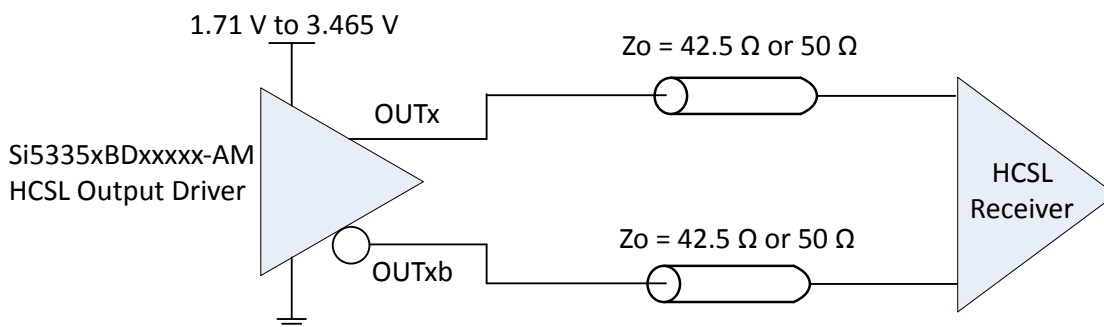 1.71 V to 3.465 V
Zo = 42.5 Ω or 50 Ω
OUTx
Si5335xBDxxxxx-AM
HCSL Output Driver
HCSL
Receiver
Zo = 42.5 Ω or 50 Ω
OUTxb